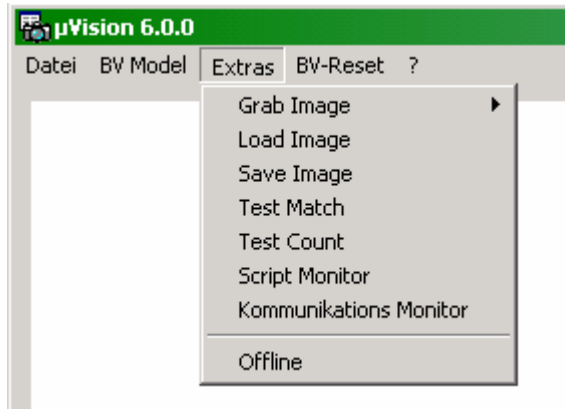 µVision 6.0.0
Datei BV Model Extras BV-Reset ?
Grab Image
Load Image
Save Image
Test Match
Test Count
Script Monitor
Kommunikations Monitor
Offline